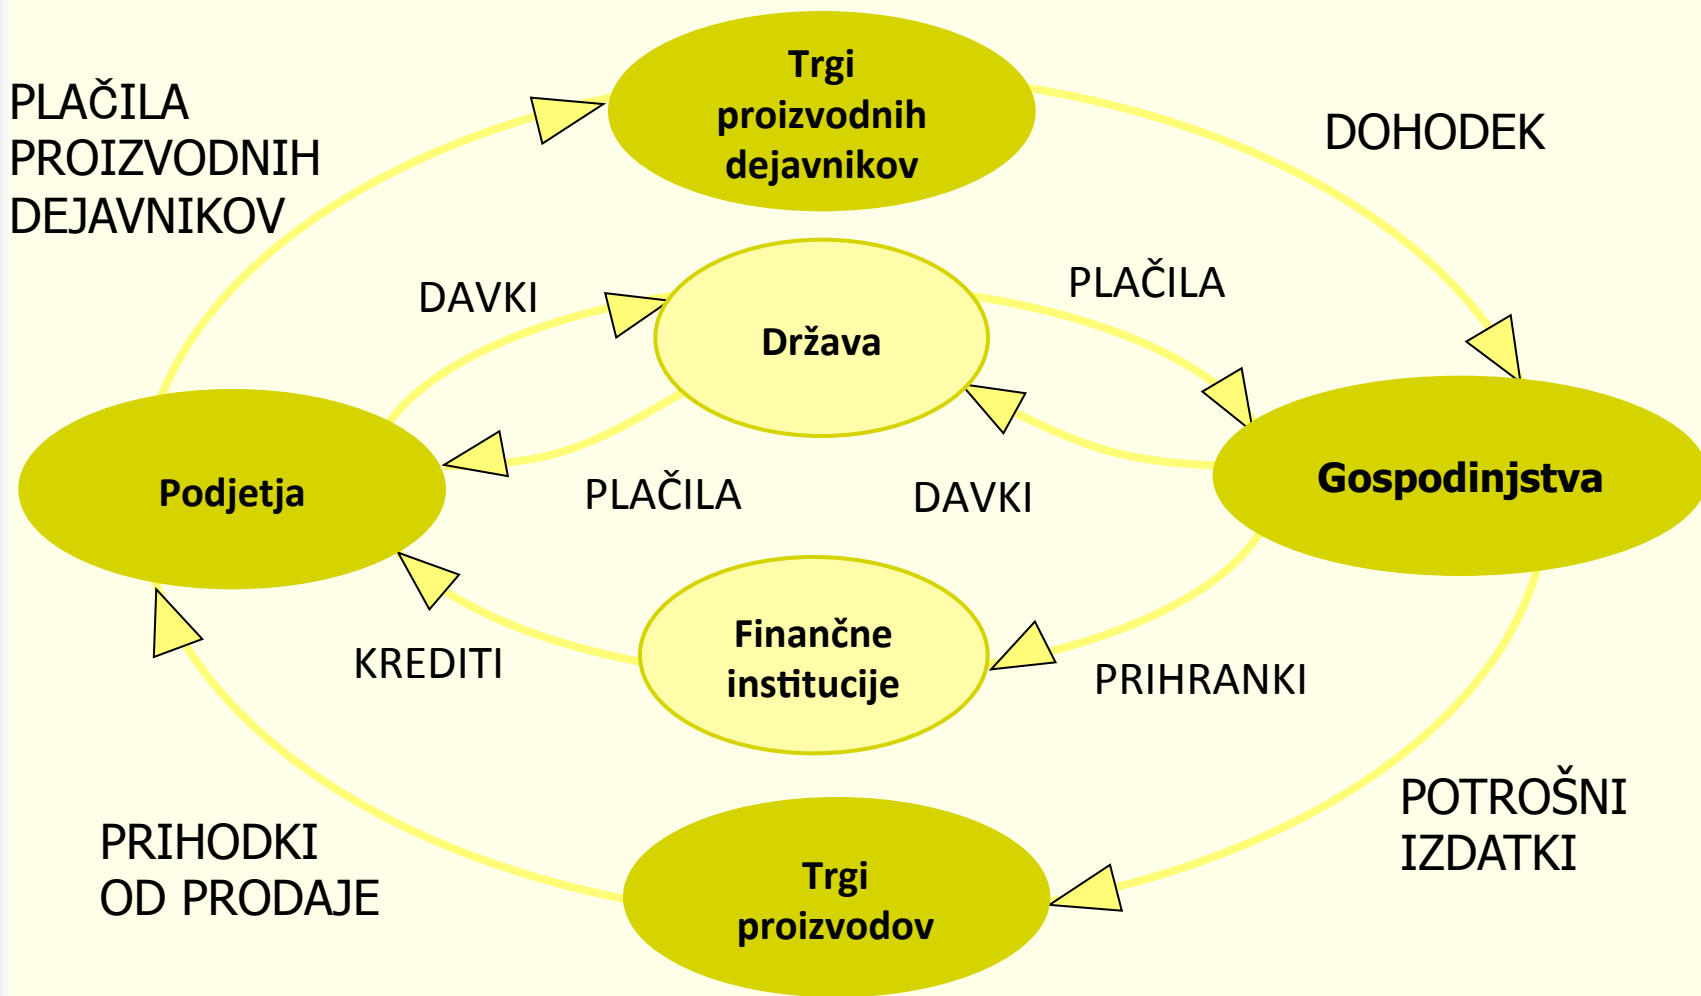 Trgi
proizvodnih
dejavnikov
PLAČILA
PROIZVODNIH
DEJAVNIKOV
DOHODEK
DAVKI
PLAČILA
Država
Podjetja
PLAČILA
DAVKI
Gospodinjstva
Finančne
institucije
KREDITI
PRIHRANKI
PRIHODKI
OD PRODAJE
POTROŠNI
IZDATKI
Trgi
proizvodov